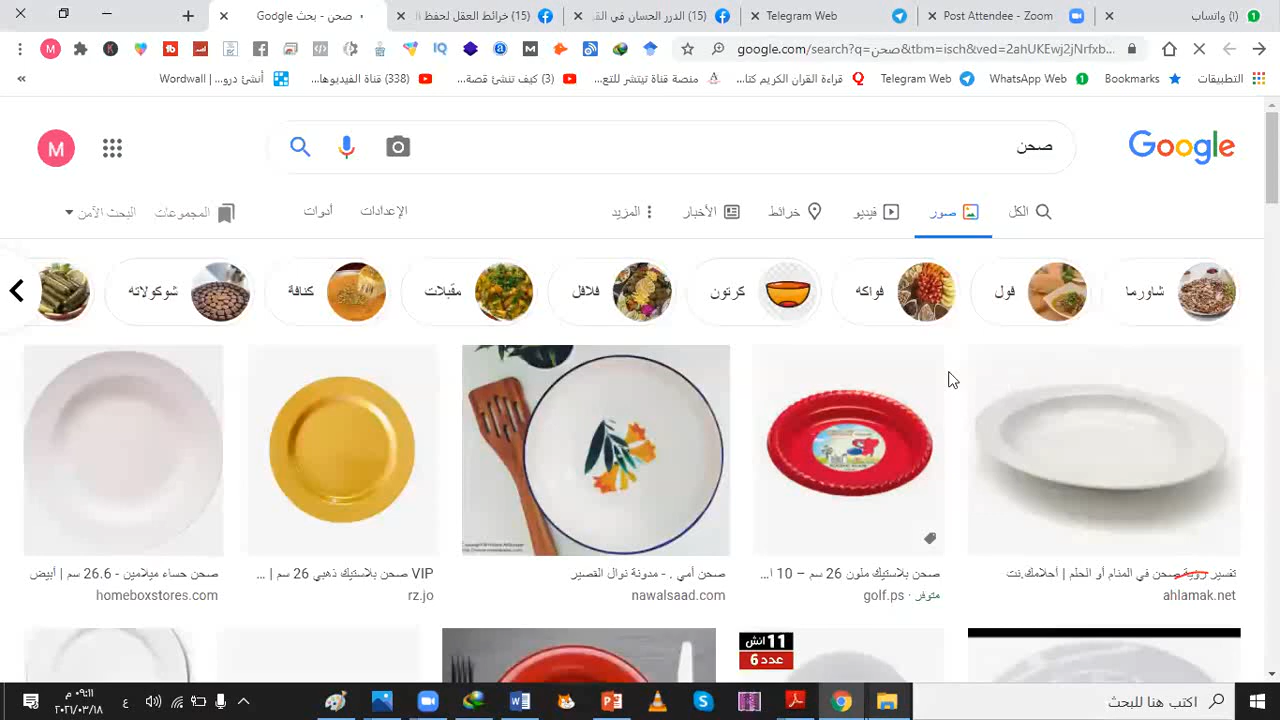 (1) واتساب
Post Attendee - Zoom
Telegram Web
(15) الدرر الحسان في الق
(15) خرائط العقل لحفظ ال
صحن - بحث Google
google.com/search?q=صحن&tbm=isch&ved=2ahUKEwj2jNrfxb...
M
التطبيقات
Bookmarks
WhatsApp Web
Telegram Web
قراءة القران الكريم كتا...
منصة قناة تيتشر للتع...
(3) كيف تنشئ قصة...
(338) قناة الفيديوها...
أنشئ درو... | Wordwall
»
Google
صحن
M
الكل
صور
فيديو
خرائط
الأخبار
المزيد
الإعدادات
أدوات
المجموعات
البحث الآمن
شاورما
فول
فواكه
كرتون
فلافل
مقبلات
كنافة
شوكولاته
تفسير رؤية صحن في المنام أو الحلم | أحلامك.نت
ahlamak.net
صحن بلاستيك ملون 26 سم – 10 ا...
متوفر · golf.ps
صحن أمي . - مدونة نوال القصير
nawalsaad.com
VIP صحن بلاستيك ذهبي 26 سم | ...
rz.jo
صحن حساء ميلامين - 26.6 سم | أبيض
homeboxstores.com
11 انش
عدد 6
اكتب هنا للبحث
ع
٠٩:١١ م
٢٠٢١/٠٣/١٨